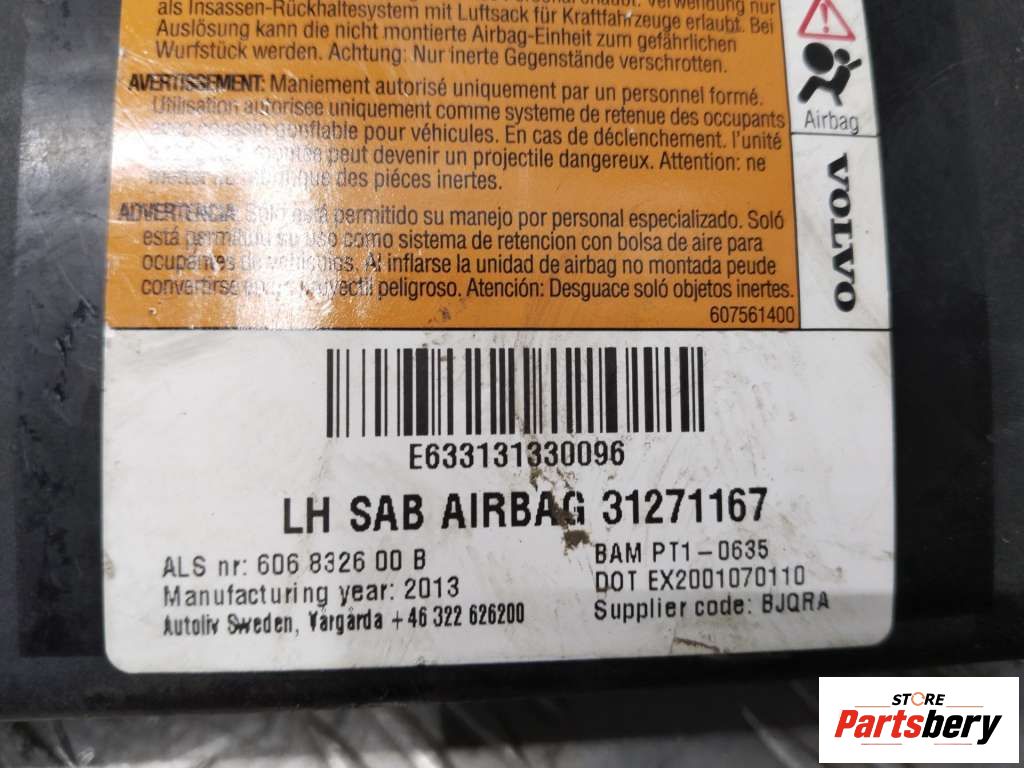 als Insassen-Rückhaltesystem mit Luftsack für Kraftfahrzeuge erlaubt. Bei
Auslösung kann die nicht montierte Airbag-Einheit zum gefährlichen
Wurfstück werden. Achtung: Nur inerte Gegenstände verschrotten.
AVERTISSEMENT: Maniement autorisé uniquement par un personnel formé.
Utilisation autorisee uniquement comme systeme de retenue des occupants
gonflable pour véhicules. En cas de déclenchement. l'unité
peut devenir un projectile dangereux. Attention: ne
des piéces inertes.
ADVERTENCIA: Soló está permitido su manejo por personal especializado. Soló
está permitido su uso como sistema de retención con bolsa de aire para
ocupantes de vehículos. Al inflarse la unidad de airbag no montada peude
convertirse peligroso. Atención: Desguace soló objetos inertes.
607561400
Airbag
VOLVO
E633131330096
LH SAB AIRBAG 31271167
ALS nr: 606 8326 00 B
Manufacturing year: 2013
Autoliv Sweden, Vårgårda +46 322 626200
BAM PT1-0635
DOT EX2001070110
Supplier code: BJQRA
STORE
Partsbery